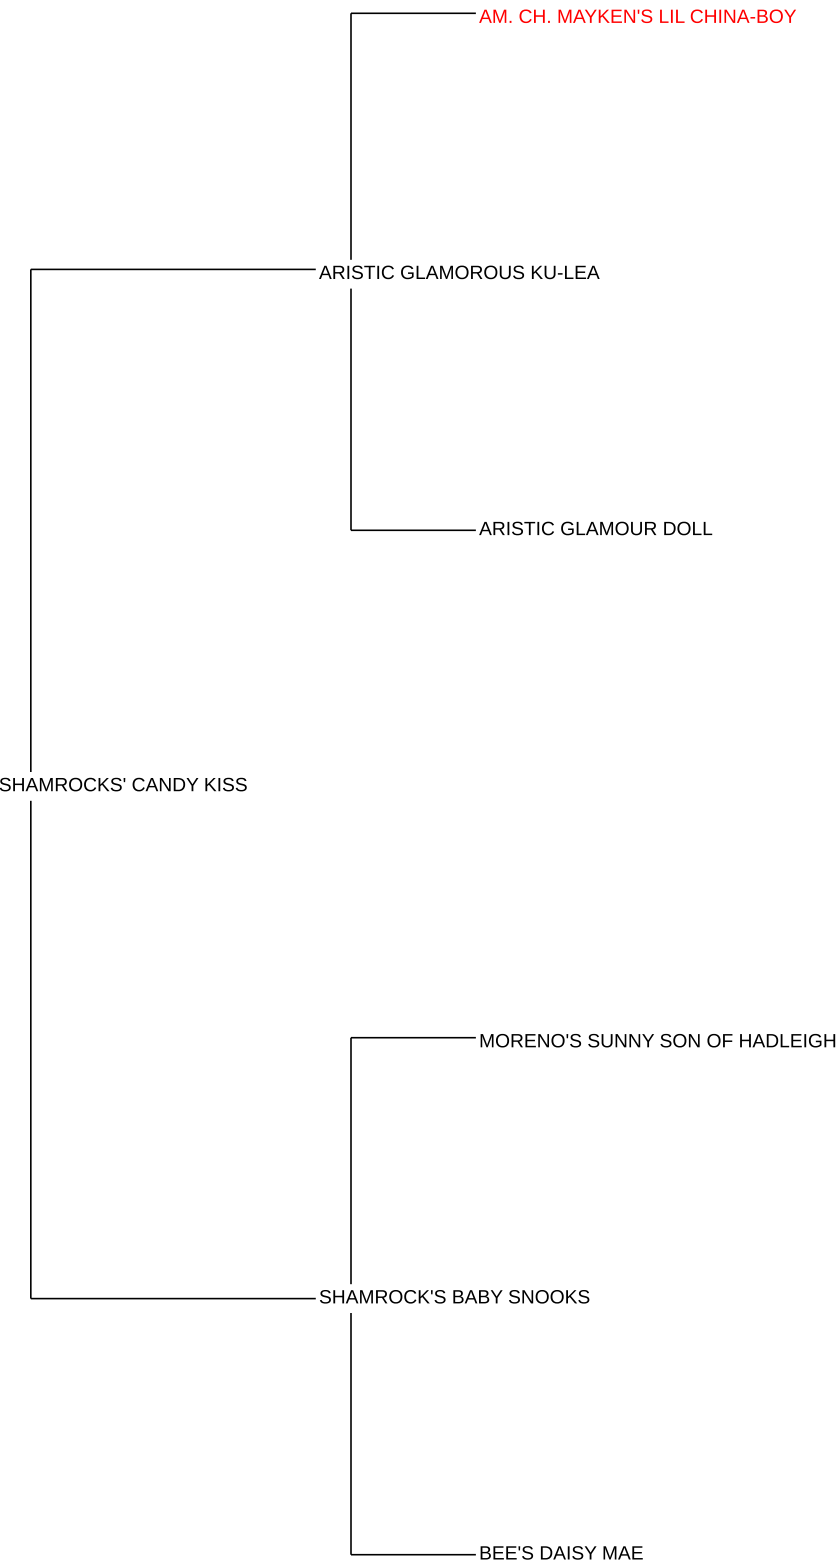 AM. CH. MAYKEN'S LIL CHINA-BOY
ARISTIC GLAMOROUS KU-LEA
ARISTIC GLAMOUR DOLL
SHAMROCKS' CANDY KISS
MORENO'S SUNNY SON OF HADLEIGH
SHAMROCK'S BABY SNOOKS
BEE'S DAISY MAE